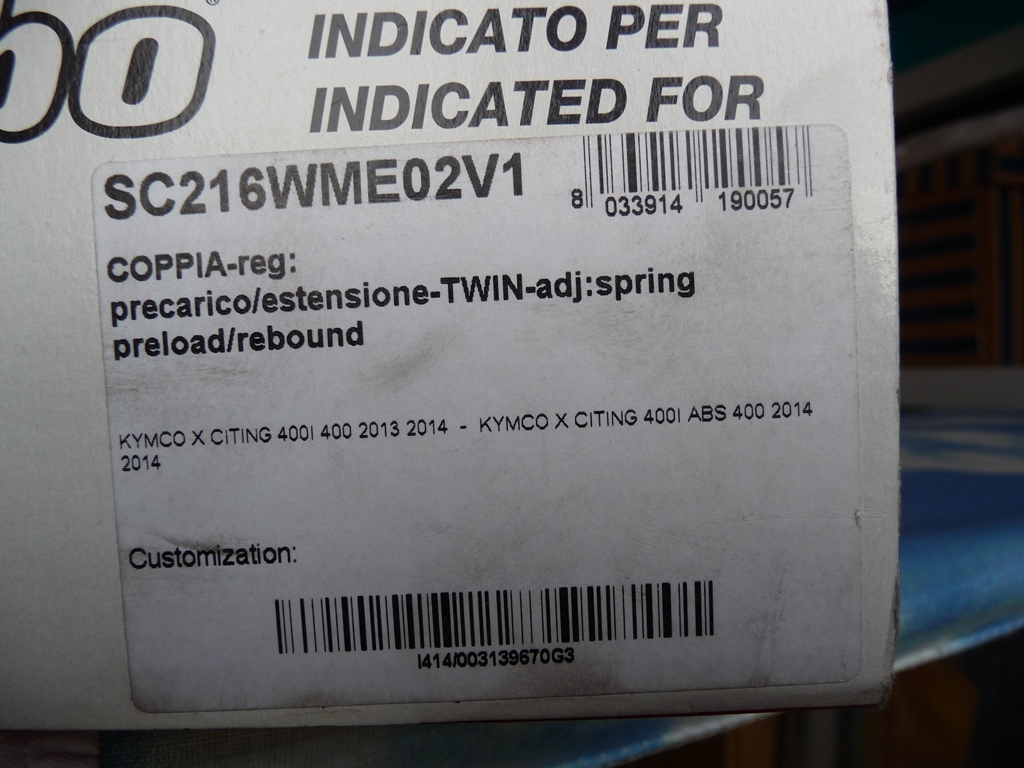 INDICATO PER
INDICATED FOR
SC216WME02V1
8 033914 190057
COPPIA-reg:
precarico/estensione-TWIN-adj:spring
preload/rebound
KYMCO X CITING 400I 400 2013 2014 - KYMCO X CITING 400I ABS 400 2014
2014
Customization:
I414/003139670G3